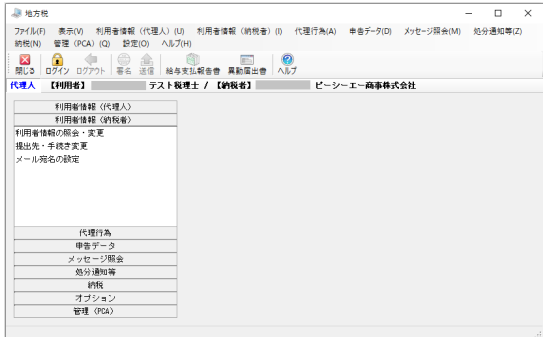 地方税
ファイル(F) 表示(V) 利用者情報（代理人）(U) 利用者情報（納税者）(I) 代理行為(A) 申告データ(D) メッセージ照会(M) 処分通知等(Z)
納税(N) 管理（PCA）(Q) 設定(O) ヘルプ(H)
閉じる ログイン ログアウト 署名 送信 給与支払報告書 異動届出書 ヘルプ
代理人 【利用者】 テスト税理士 / 【納税者】 ピーシーエー商事株式会社
利用者情報（代理人）
利用者情報（納税者）
利用者情報の照会・変更
提出先・手続き変更
メール宛名の設定
代理行為
申告データ
メッセージ照会
処分通知等
納税
オプション
管理（PCA）